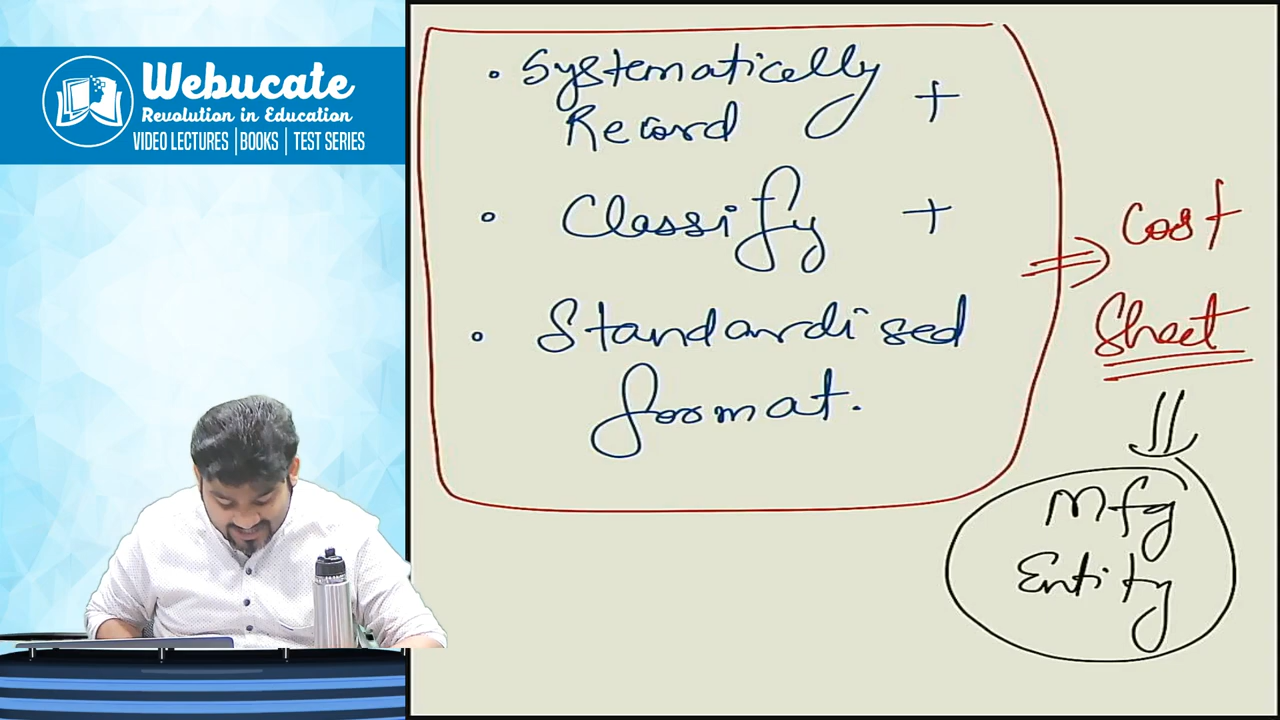 Webucate
Revolution in Education
VIDEO LECTURES | BOOKS | TEST SERIES
• Systematically +
Record
• Classify +
• Standardised
format.
⇒ Cost
Sheet
⇓
Mfg
Entity